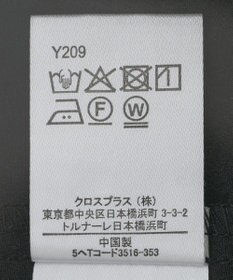 Y209
F W
クロスプラス(株)
東京都中央区日本橋浜町 3-3-2
トルナーレ日本橋浜町
中国製
5ヘTコード3516-353